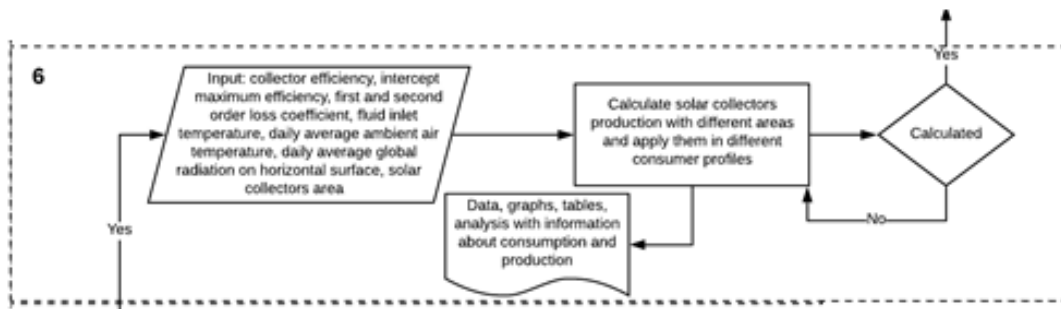 6
Input: collector efficiency, intercept
maximum efficiency, first and second
order loss coefficient, fluid inlet
temperature, daily average ambient air
temperature, daily average global
radiation on horizontal surface, solar
collectors area
Calculate solar collectors
production with different areas
and apply them in different
consumer profiles
Yes
Calculated
No
Data, graphs, tables,
analysis with information
about consumption and
production
Yes